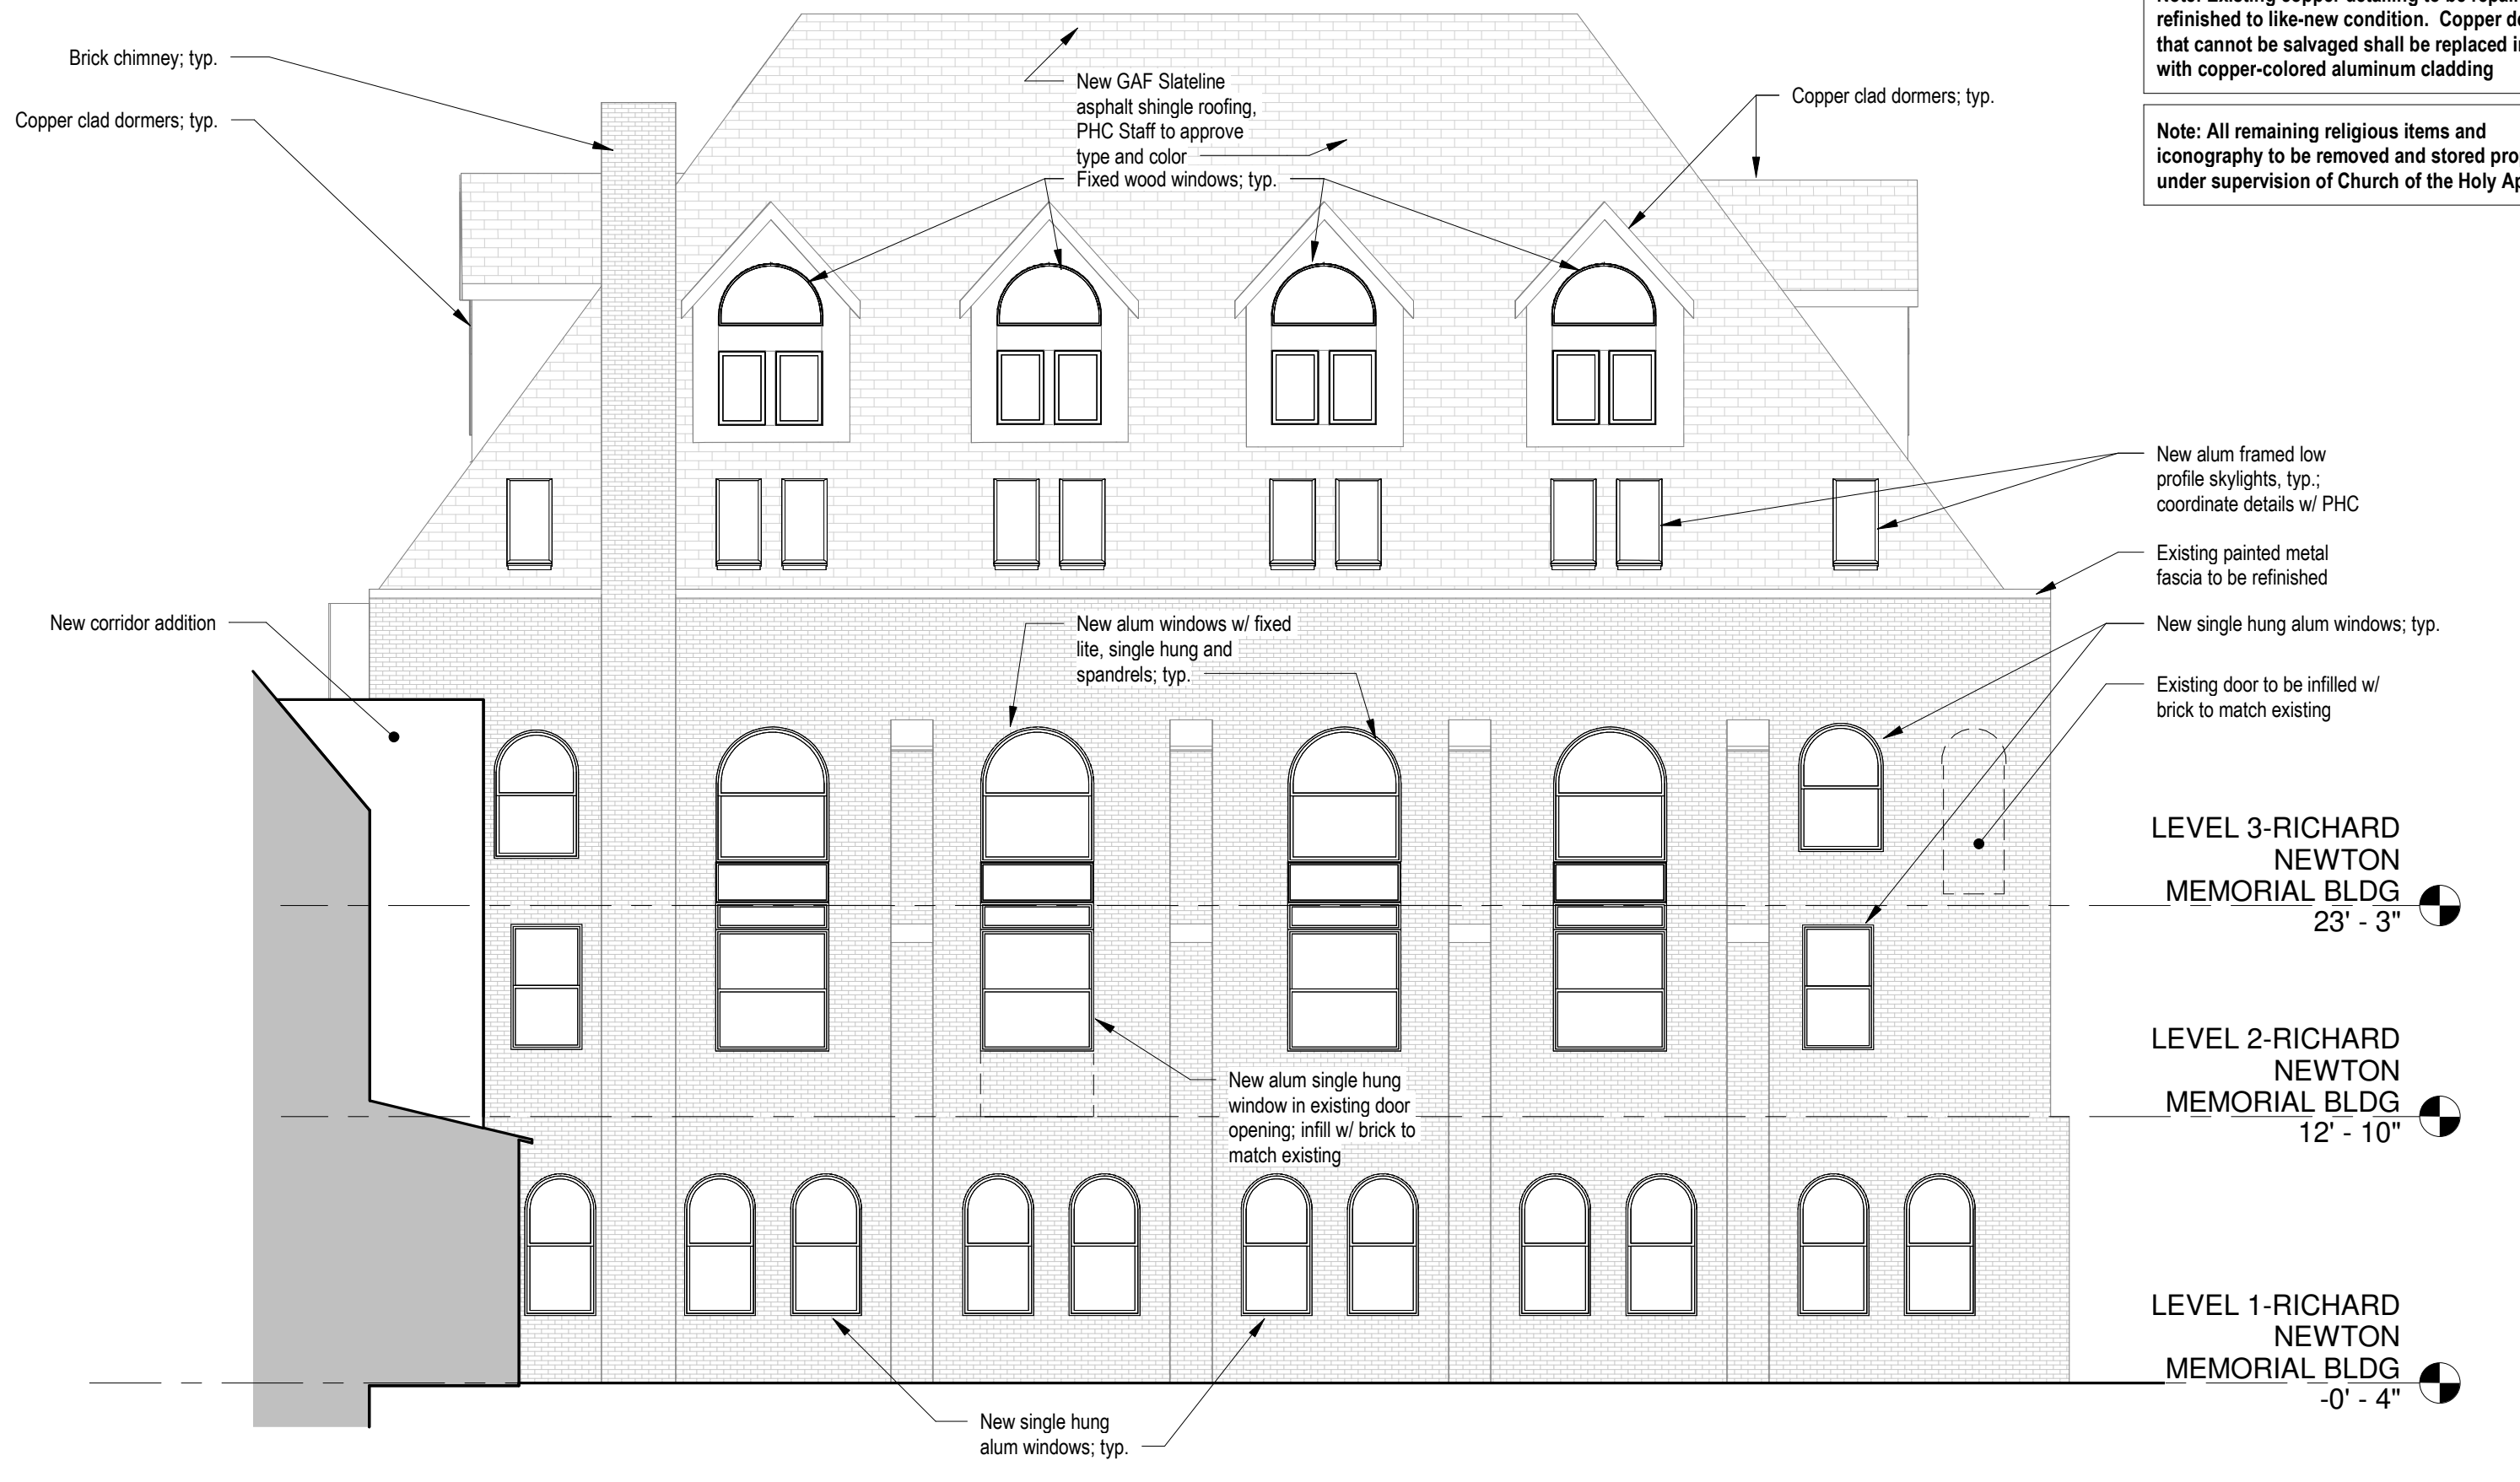 Note: Existing copper detailing to be
refinished to like-new condition. Copper
that cannot be salvaged shall be replaced
with copper-colored aluminum cladding
Note: All remaining religious items and
iconography to be removed and stored
under supervision of Church of the Holy
Brick chimney; typ.
Copper clad dormers; typ.
New GAF Slateline
asphalt shingle roofing,
PHC Staff to approve
type and color
Fixed wood windows; typ.
Copper clad dormers; typ.
New alum framed low
profile skylights, typ.;
coordinate details w/ PHC
Existing painted metal
fascia to be refinished
New corridor addition
New alum windows w/ fixed
lite, single hung and
spandrels; typ.
New single hung alum windows; typ.
Existing door to be infilled w/
brick to match existing
LEVEL 3-RICHARD
NEWTON
MEMORIAL BLDG
23' - 3"
LEVEL 2-RICHARD
NEWTON
MEMORIAL BLDG
12' - 10"
New alum single hung
window in existing door
opening; infill w/ brick to
match existing
LEVEL 1-RICHARD
NEWTON
MEMORIAL BLDG
-0' - 4"
New single hung
alum windows; typ.